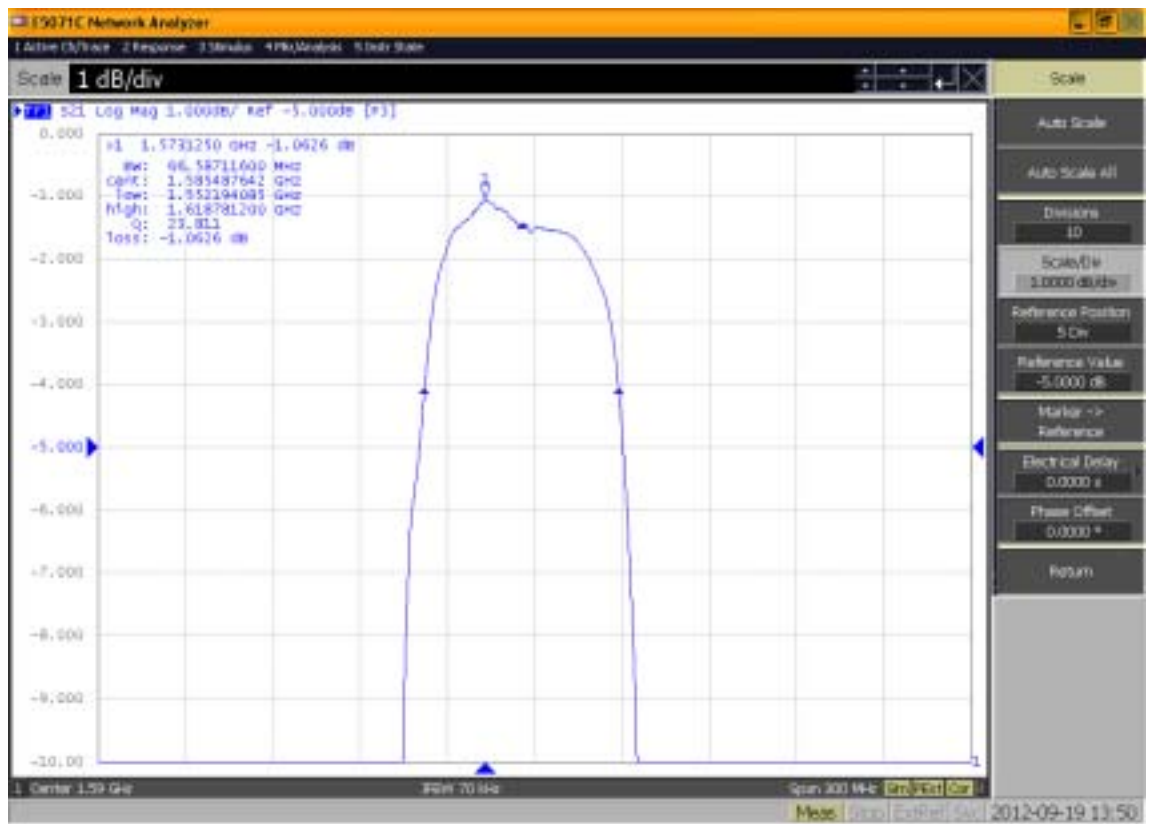 E5071C Network Analyzer
1 Active Ch/Trace 2 Response 3 Stimulus 4 Mkr/Analysis 5 Instr State
Scale 1 dB/div
Scale
Tr1 S21 Log Mag 1.000dB/ Ref -5.000dB [F3]
0.000
-1.000
-2.000
-3.000
-4.000
-5.000
-6.000
-7.000
-8.000
-9.000
-10.00
>1 1.5731250 GHz -1.0626 dB
BW: 66.58711600 MHz
cent: 1.585487642 GHz
low: 1.552194085 GHz
high: 1.618781200 GHz
Q: 23.811
loss: -1.0626 dB
1
1
Auto Scale
Auto Scale All
Divisions
10
Scale/Div
1.0000 dB/div
Reference Position
5 Div
Reference Value
-5.0000 dB
Marker ->
Reference
Electrical Delay
0.0000 s
Phase Offset
0.0000 °
Return
1 Center 1.59 GHz
IFBW 70 kHz
Span 300 MHz
Cor
Meas Stop ExtRef Svc 2012-09-19 13:50